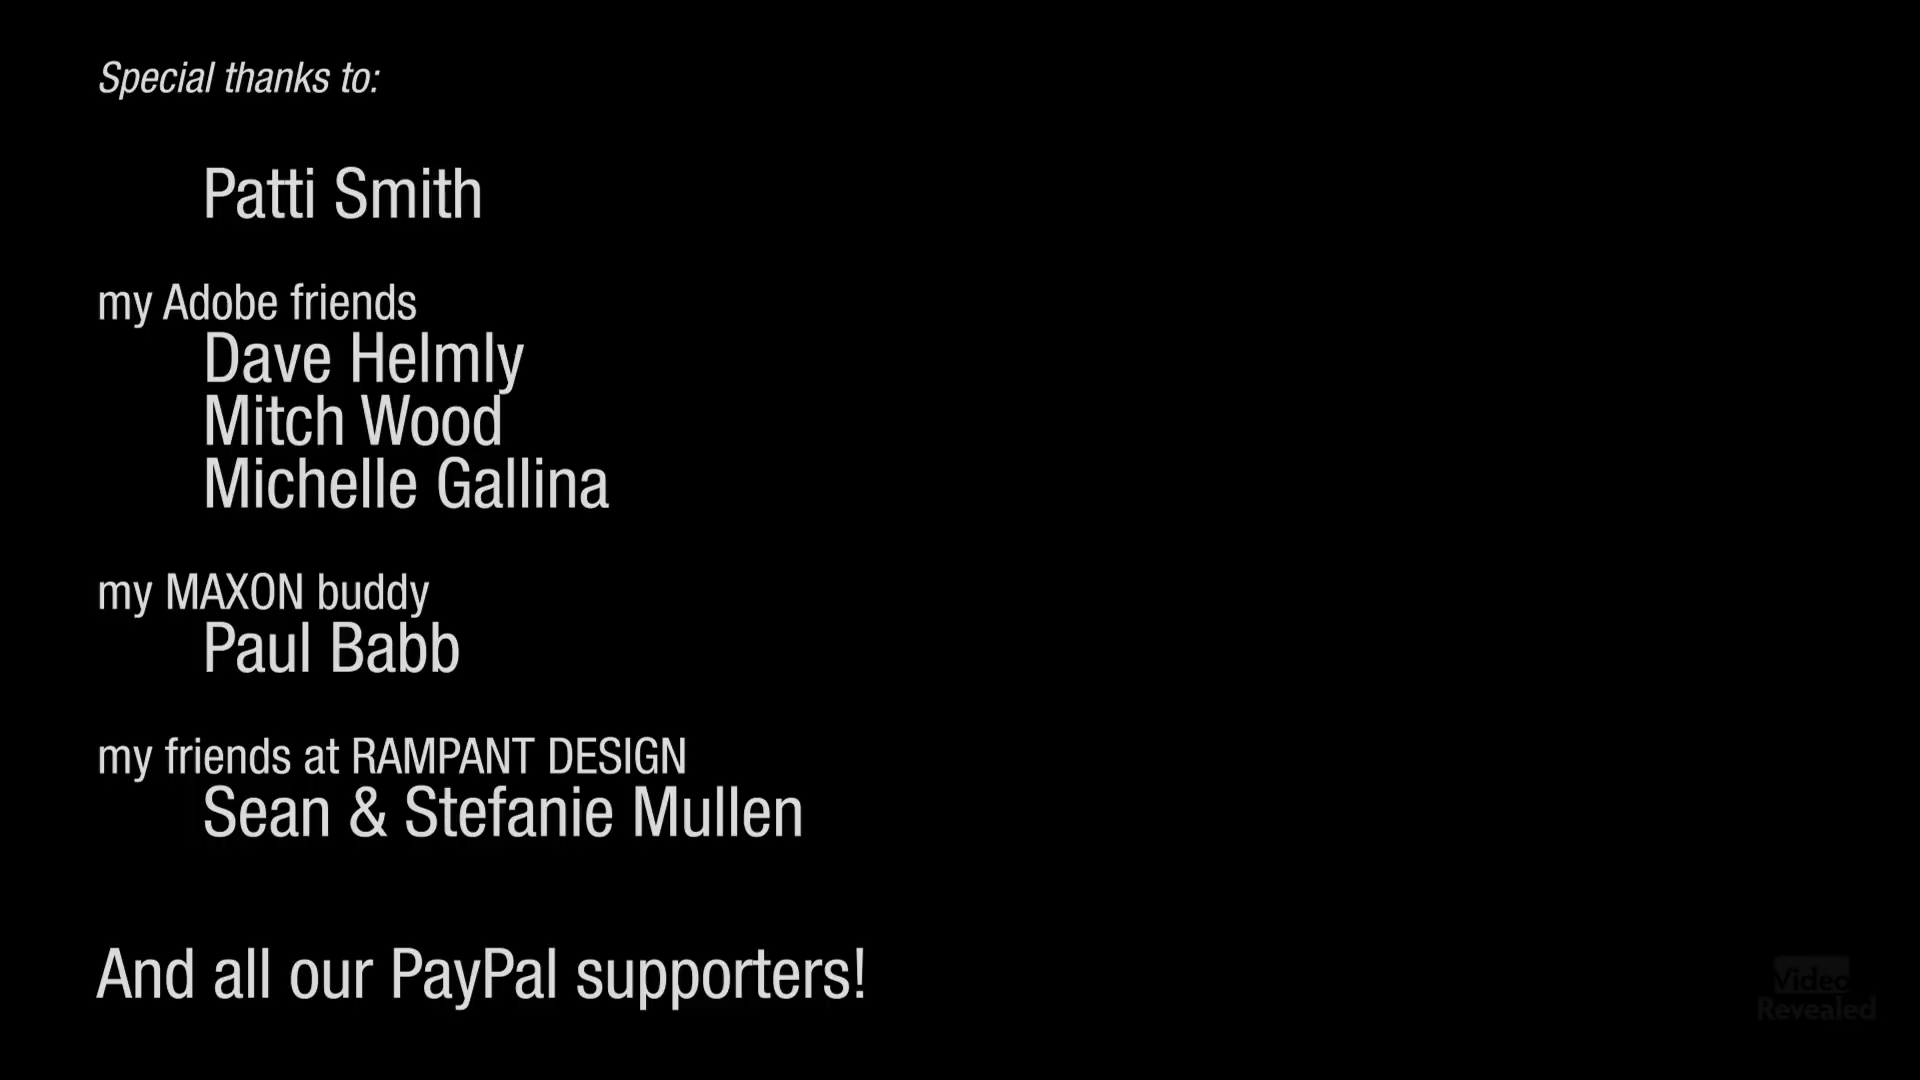 Special thanks to:
Patti Smith
my Adobe friends
Dave Helmly
Mitch Wood
Michelle Gallina
my MAXON buddy
Paul Babb
my friends at RAMPANT DESIGN
Sean & Stefanie Mullen
And all our PayPal supporters!
Video
Revealed